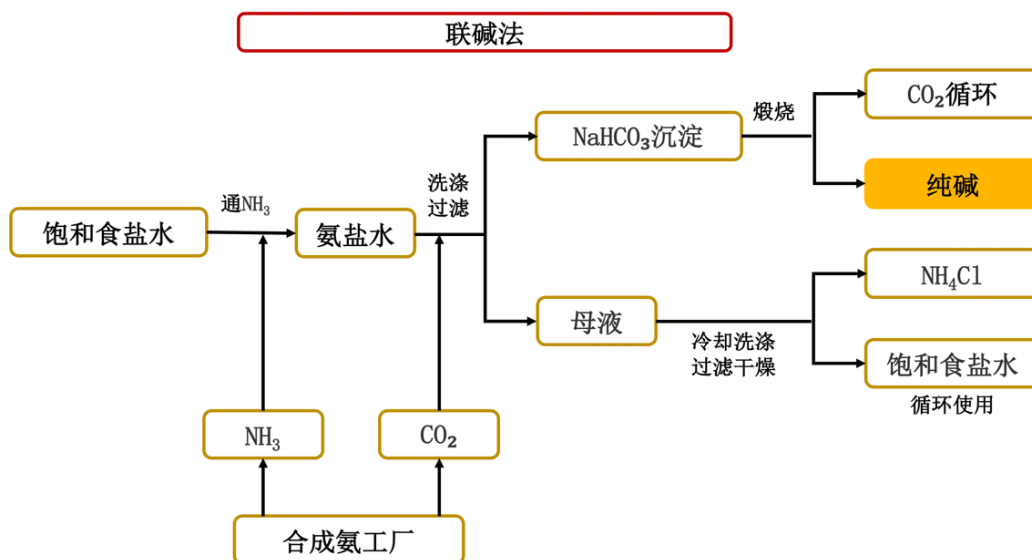 联碱法
CO₂循环
煅烧
NaHCO₃沉淀
纯碱
洗涤
过滤
通NH₃
饱和食盐水
氨盐水
NH₄Cl
母液
冷却洗涤
过滤干燥
饱和食盐水
循环使用
NH₃
CO₂
合成氨工厂